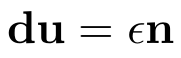 du = ϵn